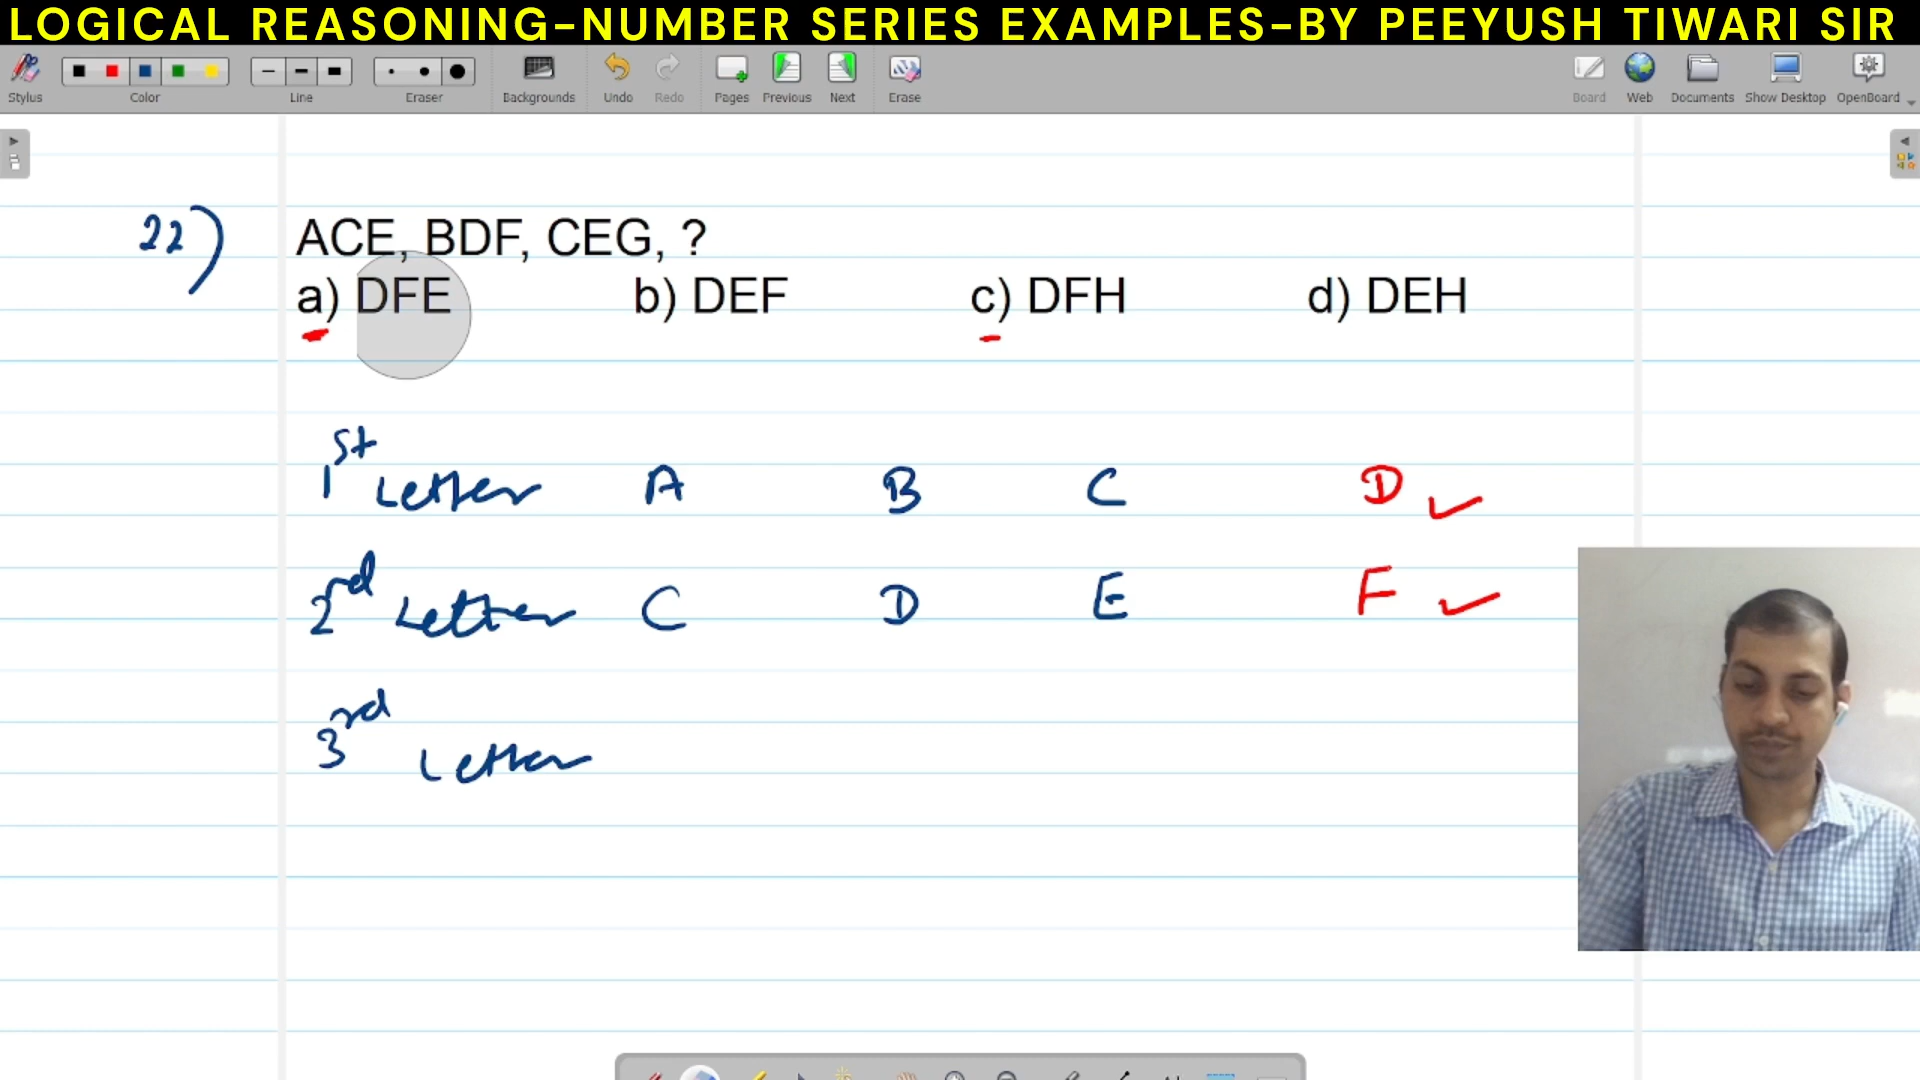 LOGICAL REASONING-NUMBER SERIES EXAMPLES-BY PEEYUSH TIWARI SIR
Stylus Color Line Eraser Backgrounds Undo Redo Pages Previous Next Erase Board Web Documents Show Desktop OpenBoard
22) ACE, BDF, CEG, ?
a) DFE b) DEF c) DFH d) DEH
1st Letter A B C D
2rd Letter C D E F
3rd Letter